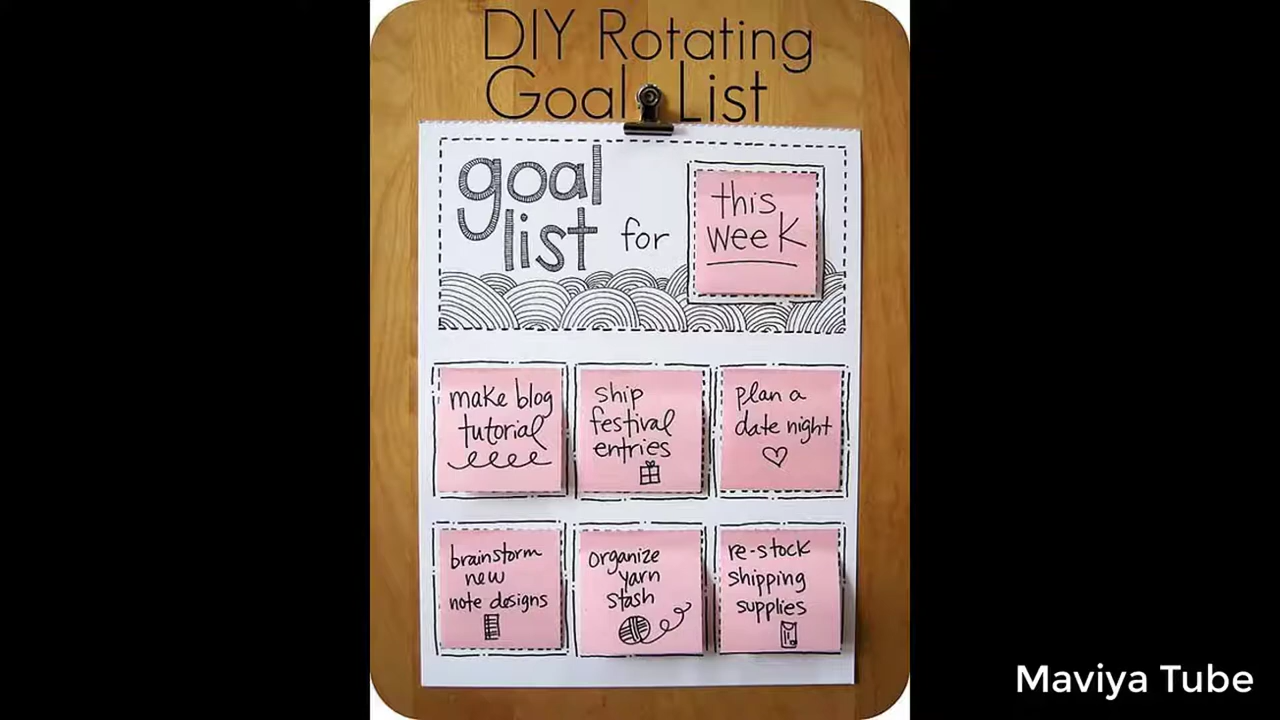 DIY Rotating
Goal List
goal
list for
this
week
make blog
tutorial
ship
festival
entries
plan a
date night
brainstorm
new
note designs
organize
yarn
stash
re-stock
shipping
supplies
Maviya Tube